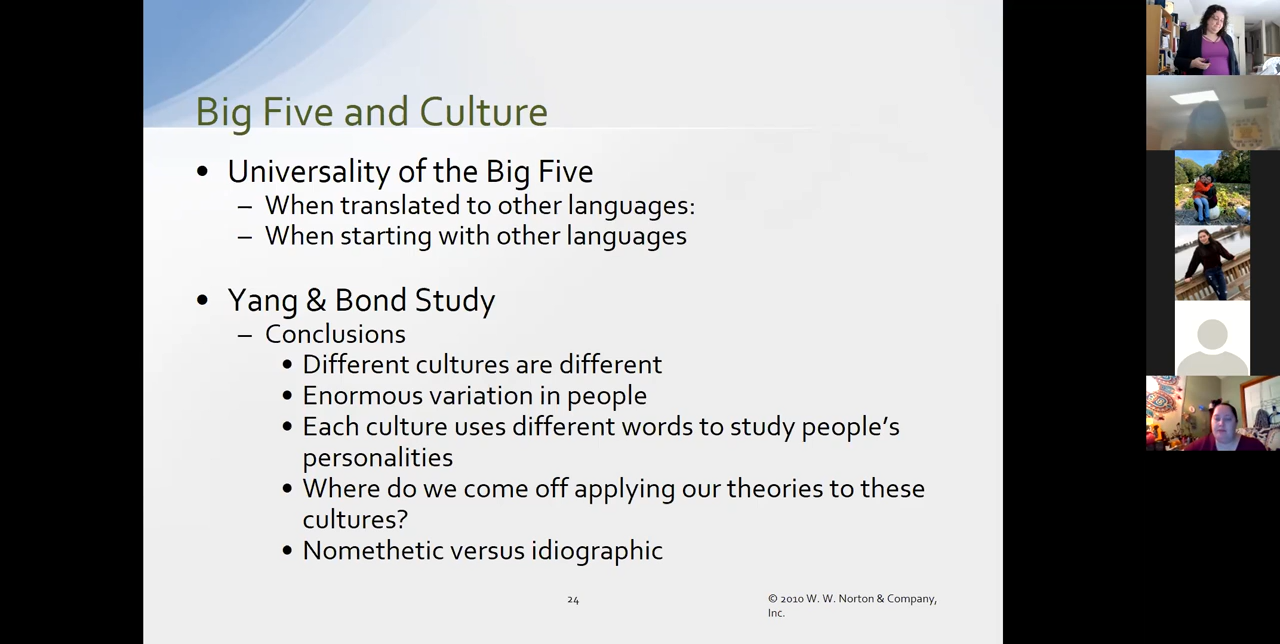 Big Five and Culture
• Universality of the Big Five
– When translated to other languages:
– When starting with other languages
• Yang & Bond Study
– Conclusions
• Different cultures are different
• Enormous variation in people
• Each culture uses different words to study people’s
personalities
• Where do we come off applying our theories to these
cultures?
• Nomethetic versus idiographic
24
© 2010 W. W. Norton & Company,
Inc.